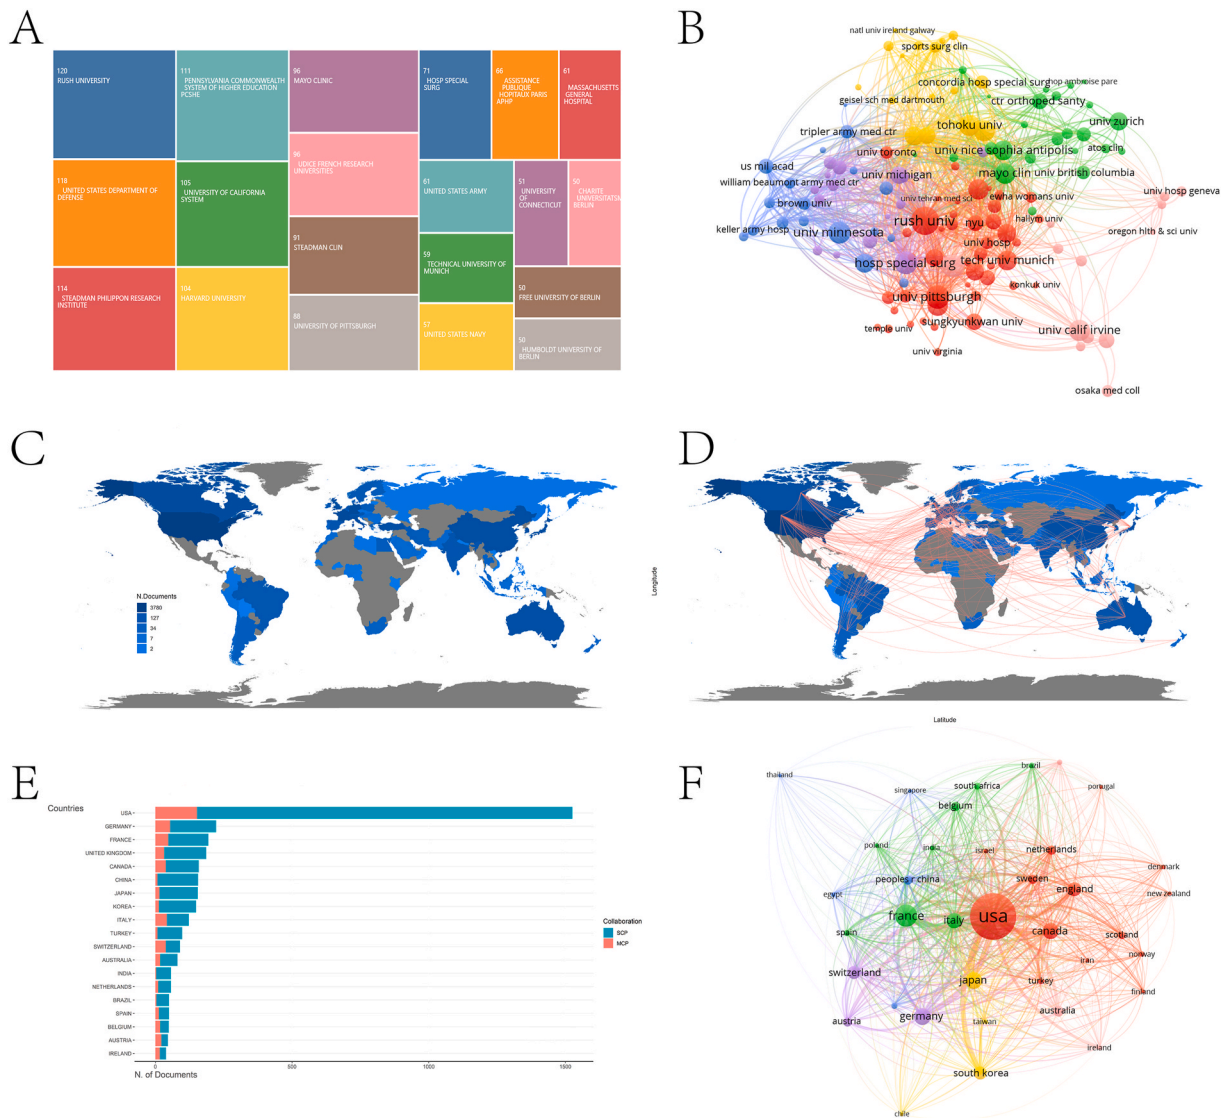 A
120
RUSH UNIVERSITY
111
PENNSYLVANIA COMMONWEALTH
SYSTEM OF HIGHER EDUCATION
PCSHE
96
MAYO CLINIC
71
HOSP SPECIAL
SURG
66
ASSISTANCE
PUBLIQUE
HOPITAUX PARIS
APHP
61
MASSACHUSETTS
GENERAL
HOSPITAL
118
UNITED STATES DEPARTMENT OF
DEFENSE
105
UNIVERSITY OF CALIFORNIA
SYSTEM
96
UDICE FRENCH RESEARCH
UNIVERSITIES
61
UNITED STATES ARMY
51
UNIVERSITY
OF
CONNECTICUT
50
CHARITE
UNIVERSITATSM
BERLIN
91
STEADMAN CLIN
59
TECHNICAL UNIVERSITY OF
MUNICH
114
STEADMAN PHILIPPON RESEARCH
INSTITUTE
104
HARVARD UNIVERSITY
88
UNIVERSITY OF PITTSBURGH
57
UNITED STATES NAVY
50
FREE UNIVERSITY OF BERLIN
50
HUMBOLDT UNIVERSITY OF
BERLIN
B
natl univ ireland galway
sports surg clin
concordia hosp special surg
hop ambroise pare
geisel sch med dartmouth
ctr orthoped santy
tohoku univ
univ zurich
tripler army med ctr
univ toronto
univ nice sophia antipolis
atos clin
us mil acad
univ michigan
mayo clin
univ british columbia
william beaumont army med ctr
univ tehran med sci
ewha womans univ
univ hosp geneva
brown univ
rush univ
nyu
hallym univ
keller army hosp
univ minnesota
univ hosp
oregon hlth & sci univ
hosp special surg
tech univ munich
konkuk univ
univ pittsburgh
temple univ
sungkyunkwan univ
univ calif irvine
univ virginia
osaka med coll
C
N.Documents
3780
127
34
7
2
D
Longitude
Latitude
E
Countries
USA
GERMANY
FRANCE
UNITED KINGDOM
CANADA
CHINA
JAPAN
KOREA
ITALY
TURKEY
SWITZERLAND
AUSTRALIA
INDIA
NETHERLANDS
BRAZIL
SPAIN
BELGIUM
AUSTRIA
IRELAND
0
500
1000
1500
N. of Documents
Collaboration
SCP
MCP
F
thailand
brazil
singapore
south africa
portugal
belgium
poland
india
israel
netherlands
peoples r china
sweden
denmark
egypt
england
new zealand
france
italy
usa
spain
canada
scotland
switzerland
iran
norway
japan
turkey
finland
austria
germany
taiwan
australia
ireland
south korea
chile